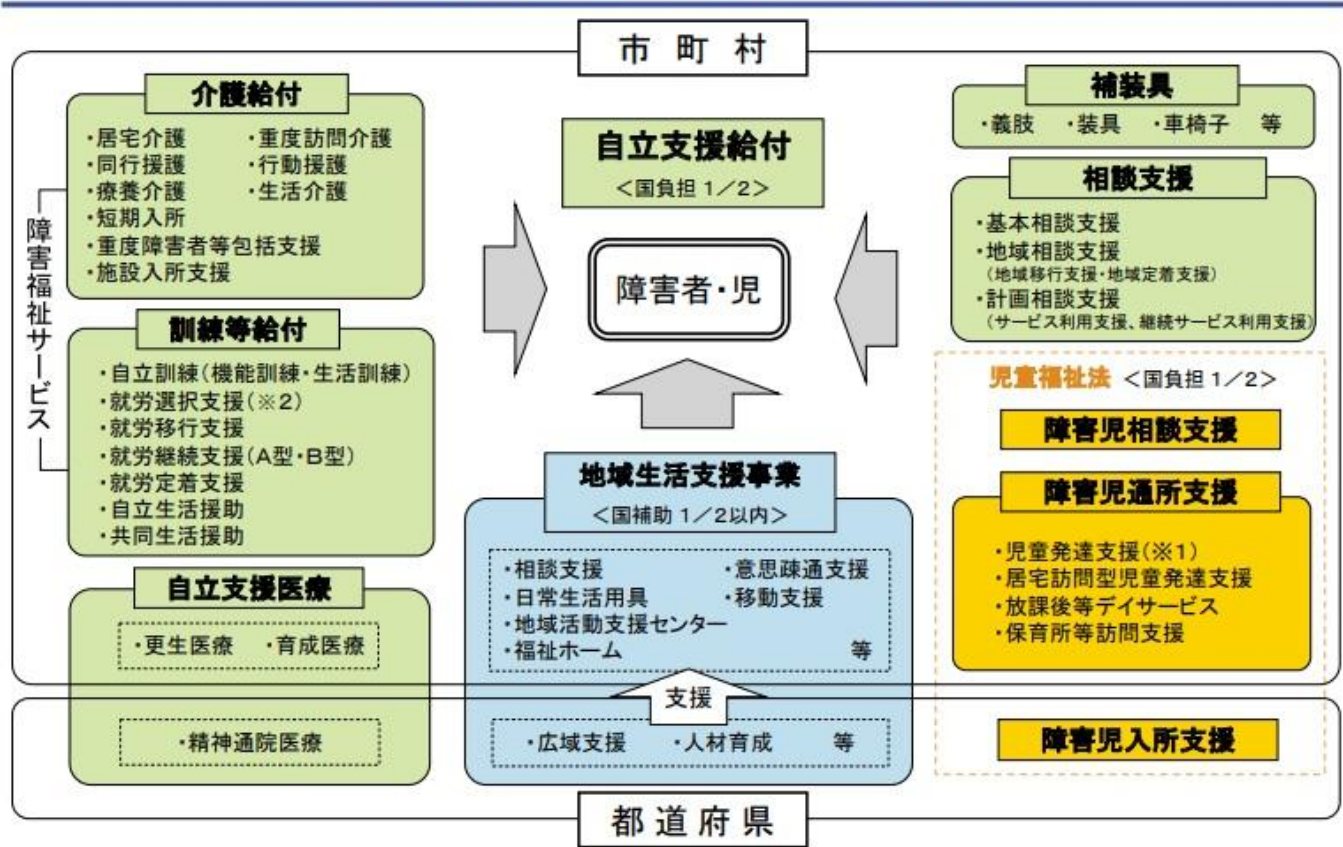 市町村
介護給付
・居宅介護 ・重度訪問介護
・同行援護 ・行動援護
・療養介護 ・生活介護
・短期入所
・重度障害者等包括支援
・施設入所支援
障害福祉サービス
訓練等給付
・自立訓練(機能訓練・生活訓練)
・就労選択支援(※2)
・就労移行支援
・就労継続支援(A型・B型)
・就労定着支援
・自立生活援助
・共同生活援助
自立支援医療
・更生医療 ・育成医療
・精神通院医療
自立支援給付
<国負担 1/2>
障害者・児
地域生活支援事業
<国補助 1/2以内>
・相談支援 ・意思疎通支援
・日常生活用具 ・移動支援
・地域活動支援センター
・福祉ホーム 等
支援
・広域支援 ・人材育成 等
補装具
・義肢 ・装具 ・車椅子 等
相談支援
・基本相談支援
・地域相談支援
(地域移行支援・地域定着支援)
・計画相談支援
(サービス利用支援、継続サービス利用支援)
児童福祉法 <国負担 1/2>
障害児相談支援
障害児通所支援
・児童発達支援(※1)
・居宅訪問型児童発達支援
・放課後等デイサービス
・保育所等訪問支援
障害児入所支援
都道府県